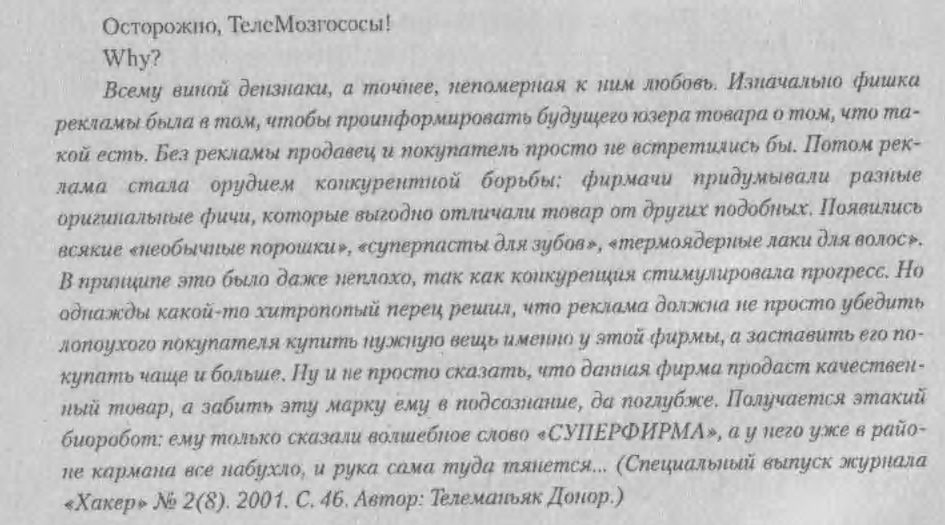 Осторожно, ТелеМозгососы!
Why?
Всему виной дензнаки, а точнее, непомерная к ним любовь. Изначально фишка
рекламы была в том, чтобы проинформировать будущего юзера товара о том, что та-
кой есть. Без рекламы продавец и покупатель просто не встретились бы. Потом рек-
лама стала орудием конкурентной борьбы: фирмачи придумывали разные
оригинальные фичи, которые выгодно отличали товар от других подобных. Появились
всякие «необычные порошки», «суперпасты для зубов», «термоядерные лаки для волос».
В принципе это было даже неплохо, так как конкуренция стимулировала прогресс. Но
однажды какой-то хитропопый перец решил, что реклама должна не просто убедить
лопоухого покупателя купить нужную вещь именно у этой фирмы, а заставить его по-
купать чаще и больше. Ну и не просто сказать, что данная фирма продаст качествен-
ный товар, а забить эту марку ему в подсознание, да поглубже. Получается этакий
биоробот: ему только сказали волшебное слово «СУПЕРФИРМА», а у него уже в райо-
не кармана все набухло, и рука сама туда тянется... (Специальный выпуск журнала
«Хакер» № 2(8). 2001. С. 46. Автор: Телеманьяк Донор.)